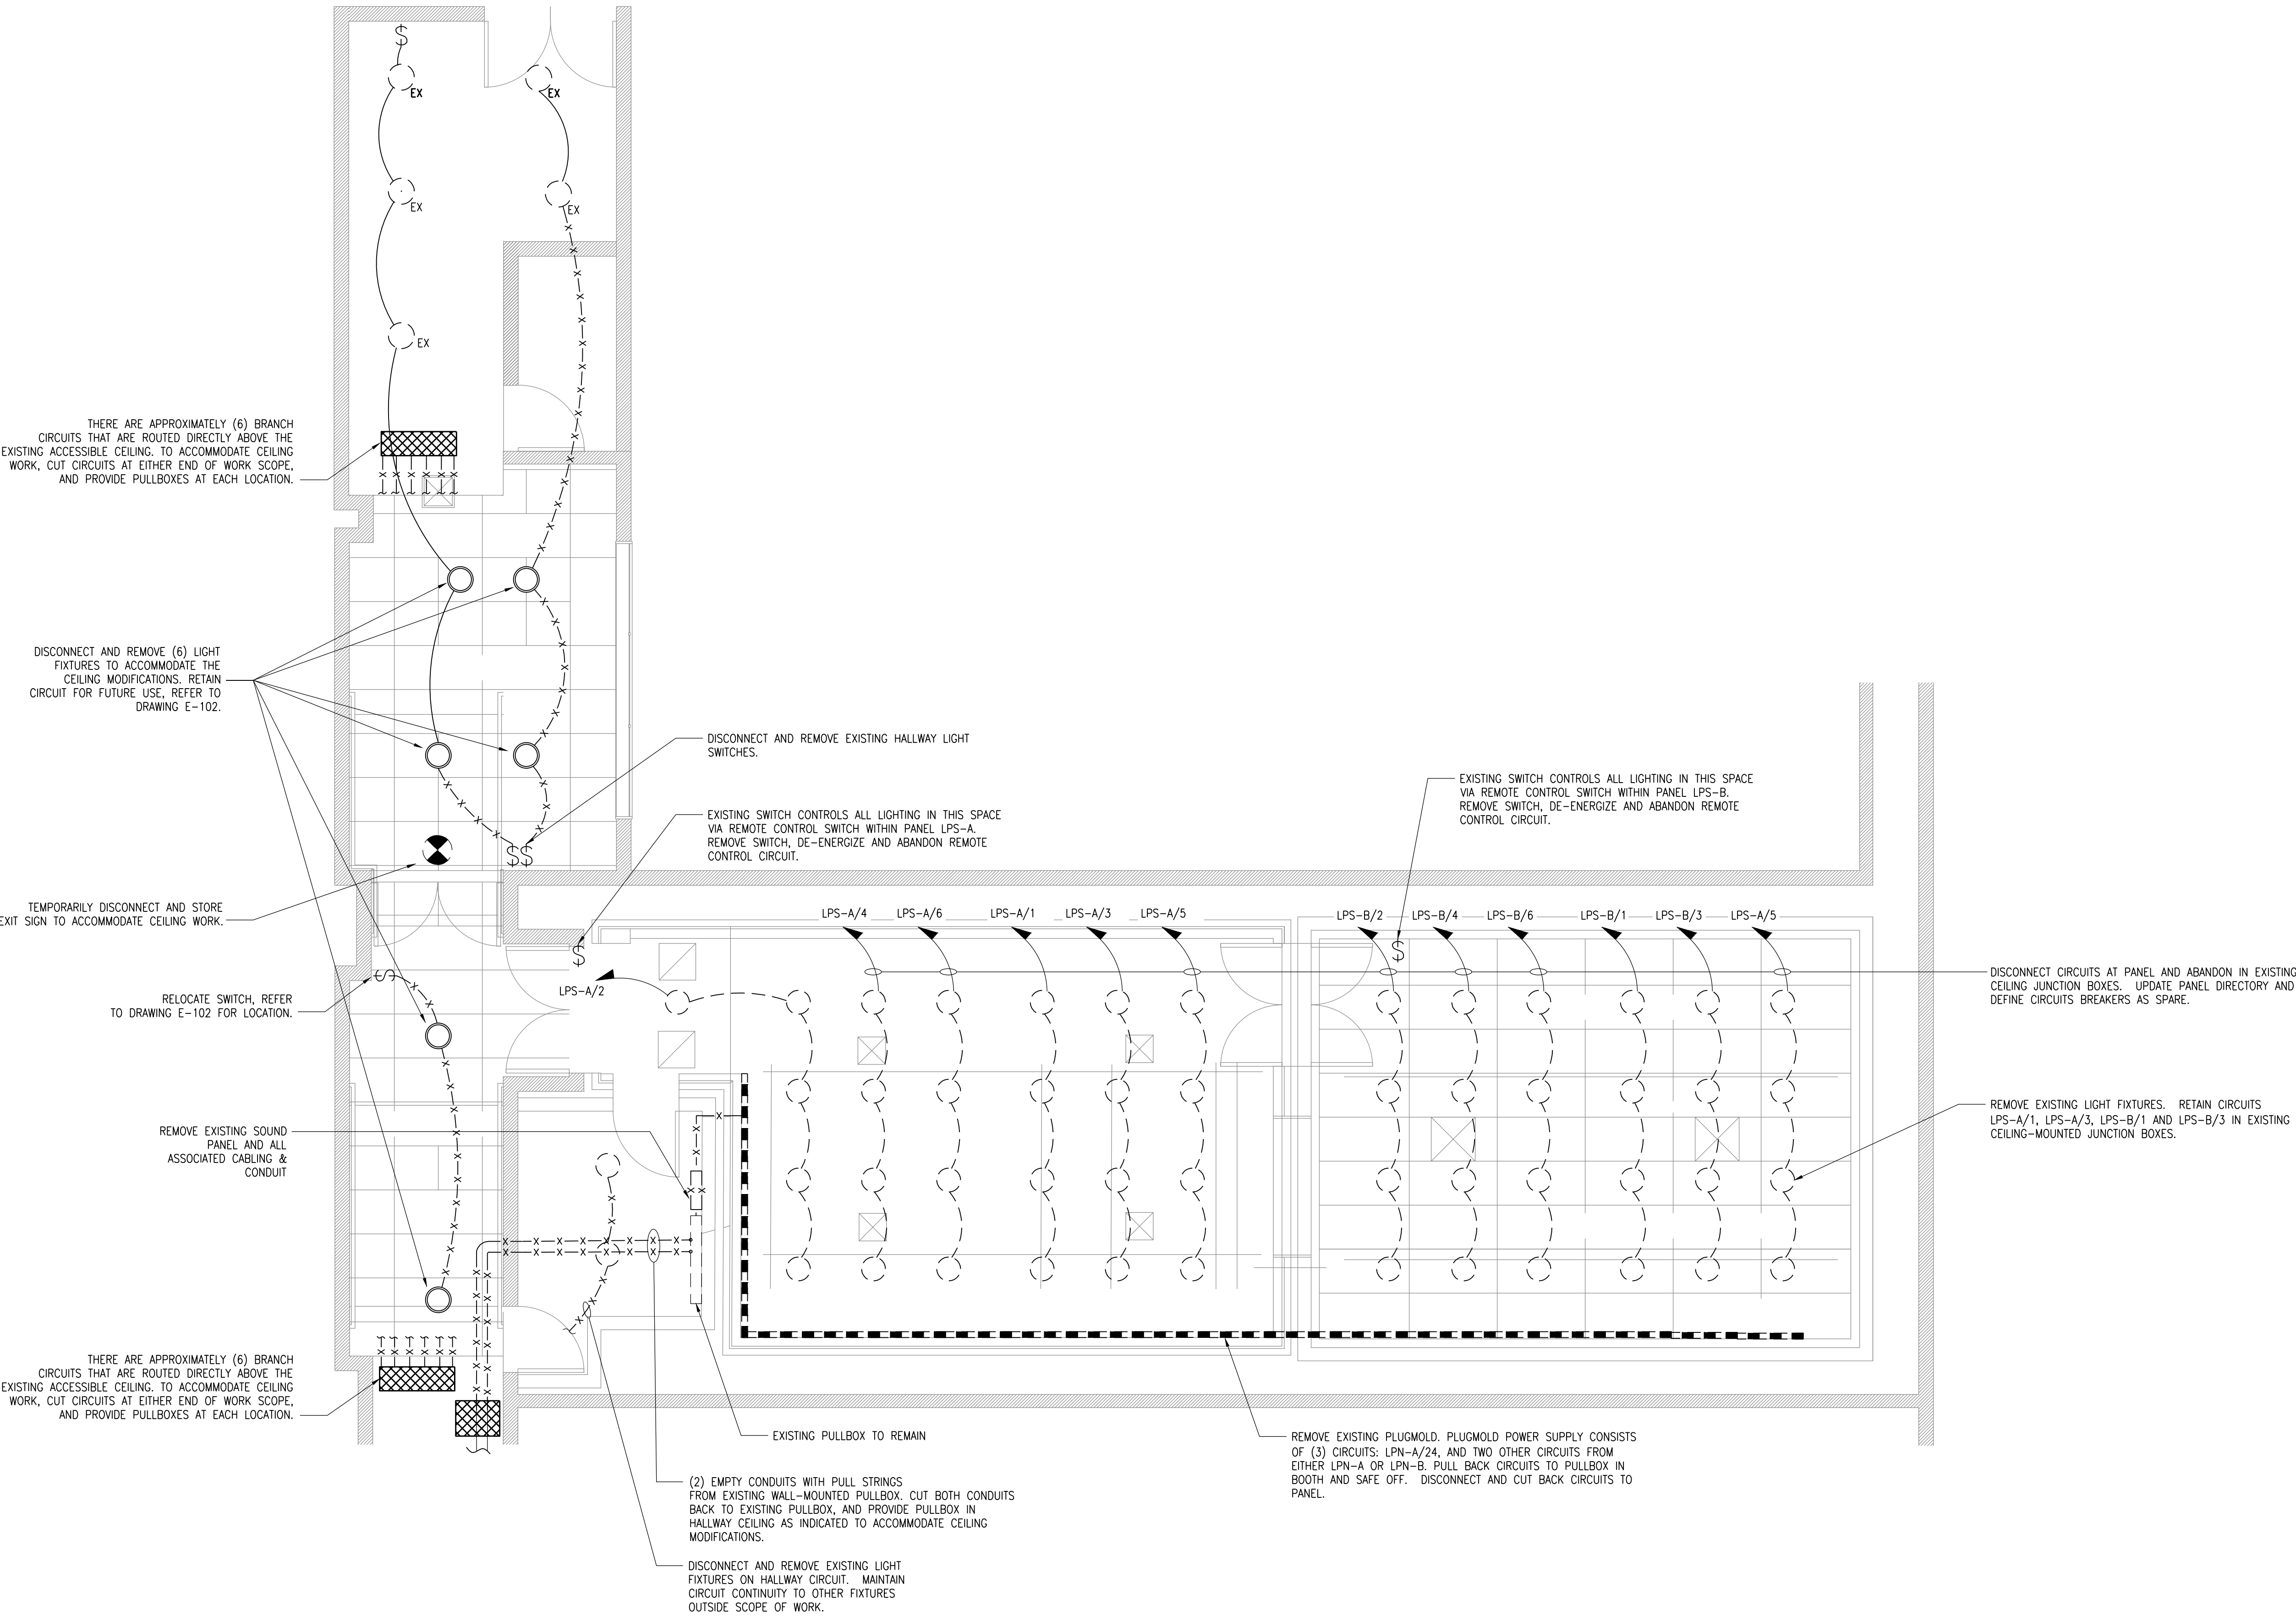 $
EX
EX
EX
EX
EX
THERE ARE APPROXIMATELY (6) BRANCH
CIRCUITS THAT ARE ROUTED DIRECTLY ABOVE THE
EXISTING ACCESSIBLE CEILING. TO ACCOMMODATE CEILING
WORK, CUT CIRCUITS AT EITHER END OF WORK SCOPE,
AND PROVIDE PULLBOXES AT EACH LOCATION.
DISCONNECT AND REMOVE (6) LIGHT
FIXTURES TO ACCOMMODATE THE
CEILING MODIFICATIONS. RETAIN
CIRCUIT FOR FUTURE USE, REFER TO
DRAWING E-102.
DISCONNECT AND REMOVE EXISTING HALLWAY LIGHT
SWITCHES.
EXISTING SWITCH CONTROLS ALL LIGHTING IN THIS SPACE
VIA REMOTE CONTROL SWITCH WITHIN PANEL LPS-A.
REMOVE SWITCH, DE-ENERGIZE AND ABANDON REMOTE
CONTROL CIRCUIT.
EXISTING SWITCH CONTROLS ALL LIGHTING IN THIS SPACE
VIA REMOTE CONTROL SWITCH WITHIN PANEL LPS-B.
REMOVE SWITCH, DE-ENERGIZE AND ABANDON REMOTE
CONTROL CIRCUIT.
$$
TEMPORARILY DISCONNECT AND STORE
EXIT SIGN TO ACCOMMODATE CEILING WORK.
LPS-A/4 LPS-A/6 LPS-A/1 LPS-A/3 LPS-A/5
LPS-B/2 LPS-B/4 LPS-B/6 LPS-B/1 LPS-B/3 LPS-A/5
$
$
$
LPS-A/2
RELOCATE SWITCH, REFER
TO DRAWING E-102 FOR LOCATION.
DISCONNECT CIRCUITS AT PANEL AND ABANDON IN EXISTING
CEILING JUNCTION BOXES. UPDATE PANEL DIRECTORY AND
DEFINE CIRCUITS BREAKERS AS SPARE.
REMOVE EXISTING LIGHT FIXTURES. RETAIN CIRCUITS
LPS-A/1, LPS-A/3, LPS-B/1 AND LPS-B/3 IN EXISTING
CEILING-MOUNTED JUNCTION BOXES.
REMOVE EXISTING SOUND
PANEL AND ALL
ASSOCIATED CABLING &
CONDUIT
THERE ARE APPROXIMATELY (6) BRANCH
CIRCUITS THAT ARE ROUTED DIRECTLY ABOVE THE
EXISTING ACCESSIBLE CEILING. TO ACCOMMODATE CEILING
WORK, CUT CIRCUITS AT EITHER END OF WORK SCOPE,
AND PROVIDE PULLBOXES AT EACH LOCATION.
EXISTING PULLBOX TO REMAIN
REMOVE EXISTING PLUGMOLD. PLUGMOLD POWER SUPPLY CONSISTS
OF (3) CIRCUITS: LPN-A/24, AND TWO OTHER CIRCUITS FROM
EITHER LPN-A OR LPN-B. PULL BACK CIRCUITS TO PULLBOX IN
BOOTH AND SAFE OFF. DISCONNECT AND CUT BACK CIRCUITS TO
PANEL.
(2) EMPTY CONDUITS WITH PULL STRINGS
FROM EXISTING WALL-MOUNTED PULLBOX. CUT BOTH CONDUITS
BACK TO EXISTING PULLBOX, AND PROVIDE PULLBOX IN
HALLWAY CEILING AS INDICATED TO ACCOMMODATE CEILING
MODIFICATIONS.
DISCONNECT AND REMOVE EXISTING LIGHT
FIXTURES ON HALLWAY CIRCUIT. MAINTAIN
CIRCUIT CONTINUITY TO OTHER FIXTURES
OUTSIDE SCOPE OF WORK.